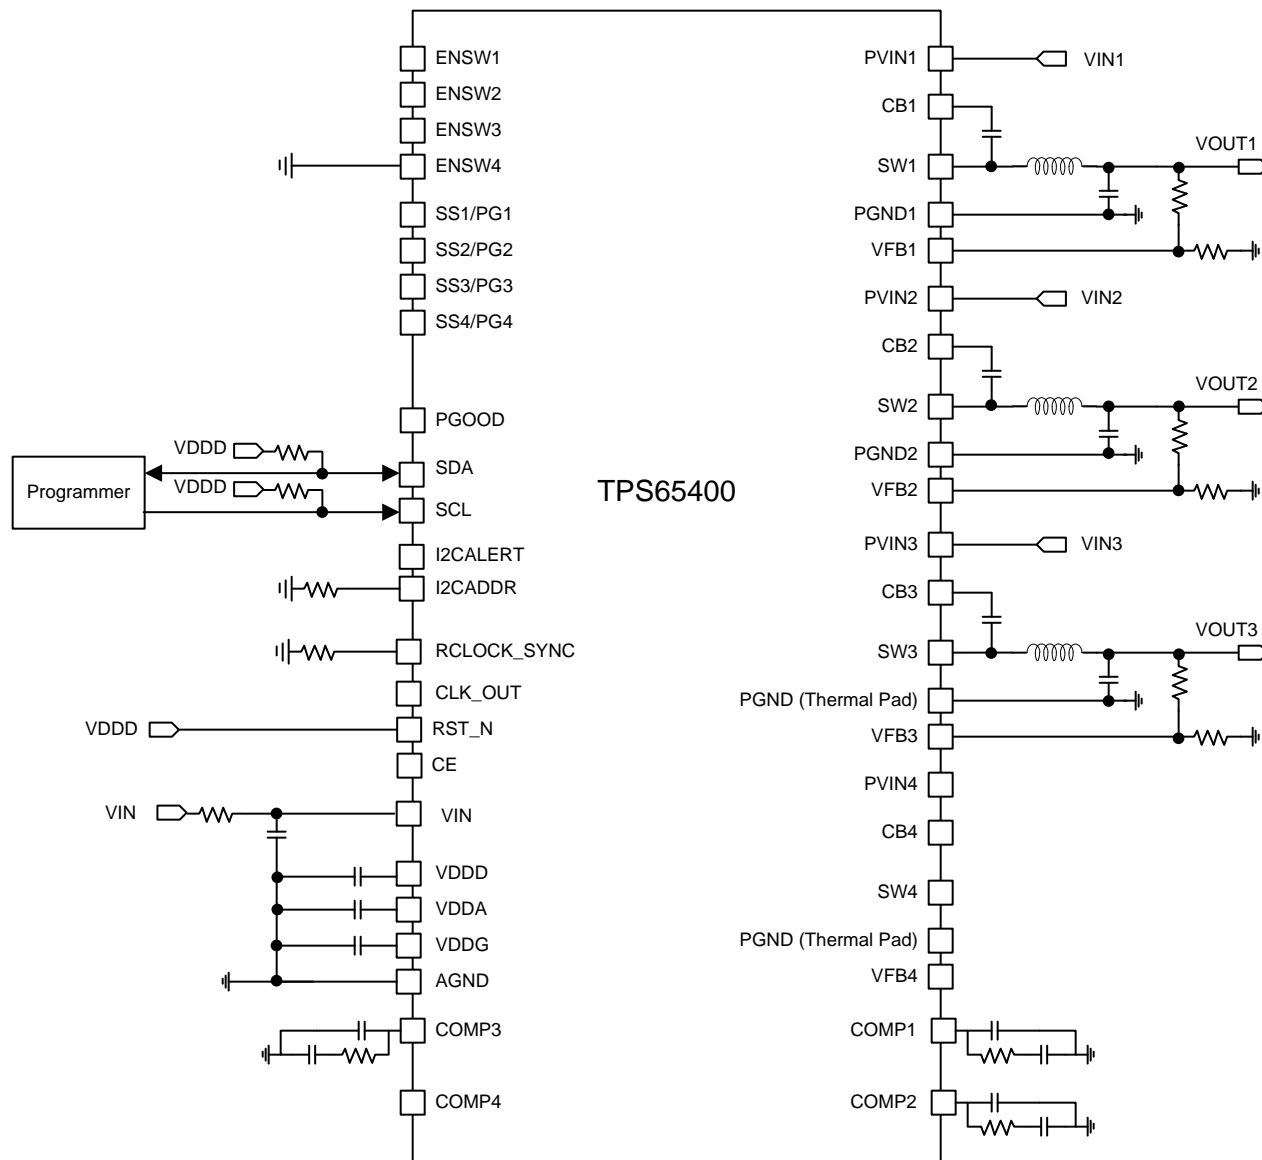 ENSW1
ENSW2
ENSW3
ENSW4
SS1/PG1
SS2/PG2
SS3/PG3
SS4/PG4
PGOOD
VDDD
SDA
Programmer
VDDD
SCL
I2CALERT
I2CADDR
RCLOCK_SYNC
CLK_OUT
VDDD
RST_N
CE
VIN
VIN
VDDD
VDDA
VDDG
AGND
COMP3
COMP4
TPS65400
PVIN1
VIN1
CB1
VOUT1
SW1
PGND1
VFB1
PVIN2
VIN2
CB2
VOUT2
SW2
PGND2
VFB2
PVIN3
VIN3
CB3
VOUT3
SW3
PGND (Thermal Pad)
VFB3
PVIN4
CB4
SW4
PGND (Thermal Pad)
VFB4
COMP1
COMP2